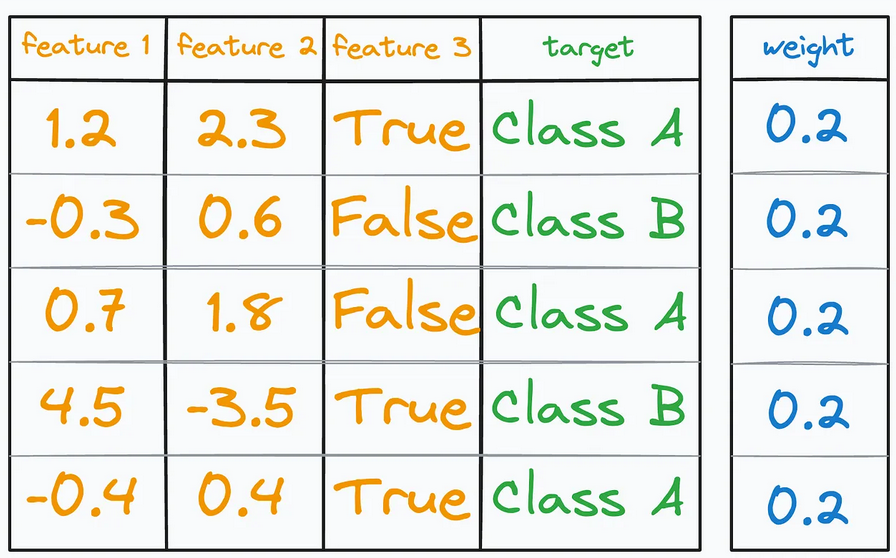 feature 1 feature 2 feature 3 target weight
1.2 2.3 True Class A 0.2
-0.3 0.6 False Class B 0.2
0.7 1.8 False Class A 0.2
4.5 -3.5 True Class B 0.2
-0.4 0.4 True Class A 0.2